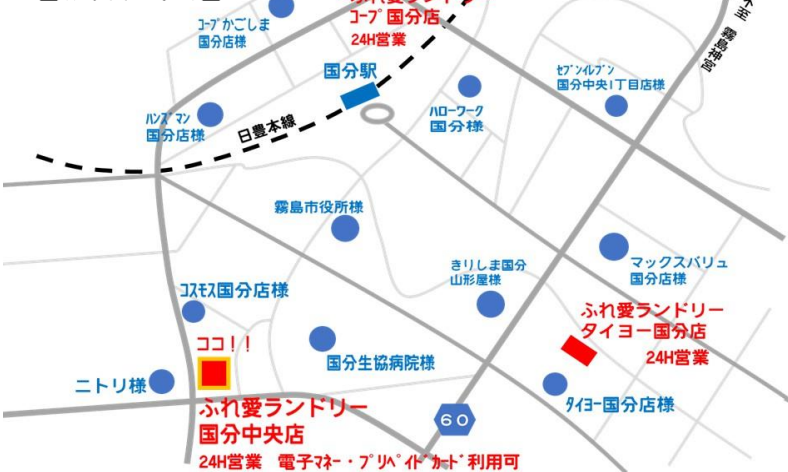 コープかごしま
国分店様
コープ国分店
24H営業
木至 霧島神宮
国分駅
セブンイレブン
国分中央1丁目店様
ハローワーク
国分様
ハンズマン
国分店様
日豊本線
霧島市役所様
きりしま国分
山形屋様
マックスバリュ
国分店様
コスモス国分店様
ふれ愛ランドリー
タイヨー国分店
24H営業
ココ!!
国分生協病院様
ニトリ様
タイヨー国分店様
ふれ愛ランドリー
国分中央店
60
24H営業 電子マネー・プリペイドカード利用可